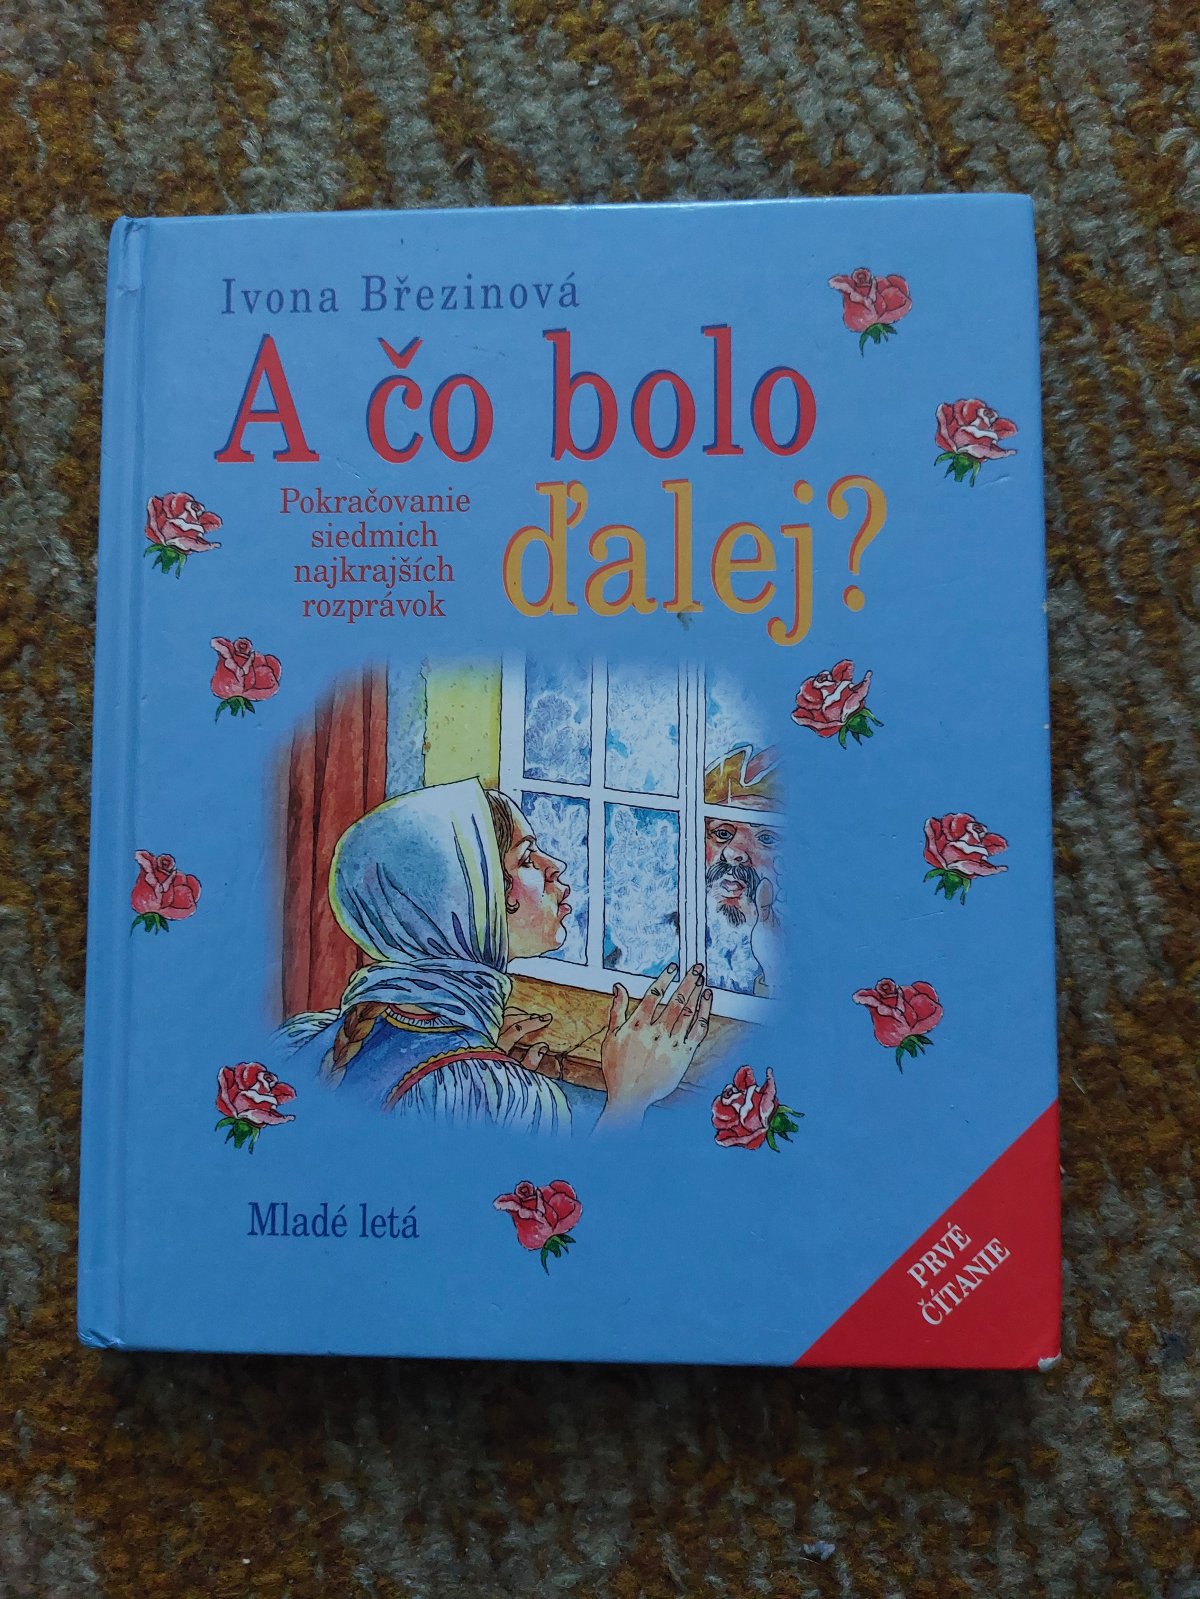 Ivona Březinová
A čo bolo
ďalej?
Pokračovanie
siedmich
najkrajších
rozprávok
Mladé letá
PRVÉ
ČÍTANIE